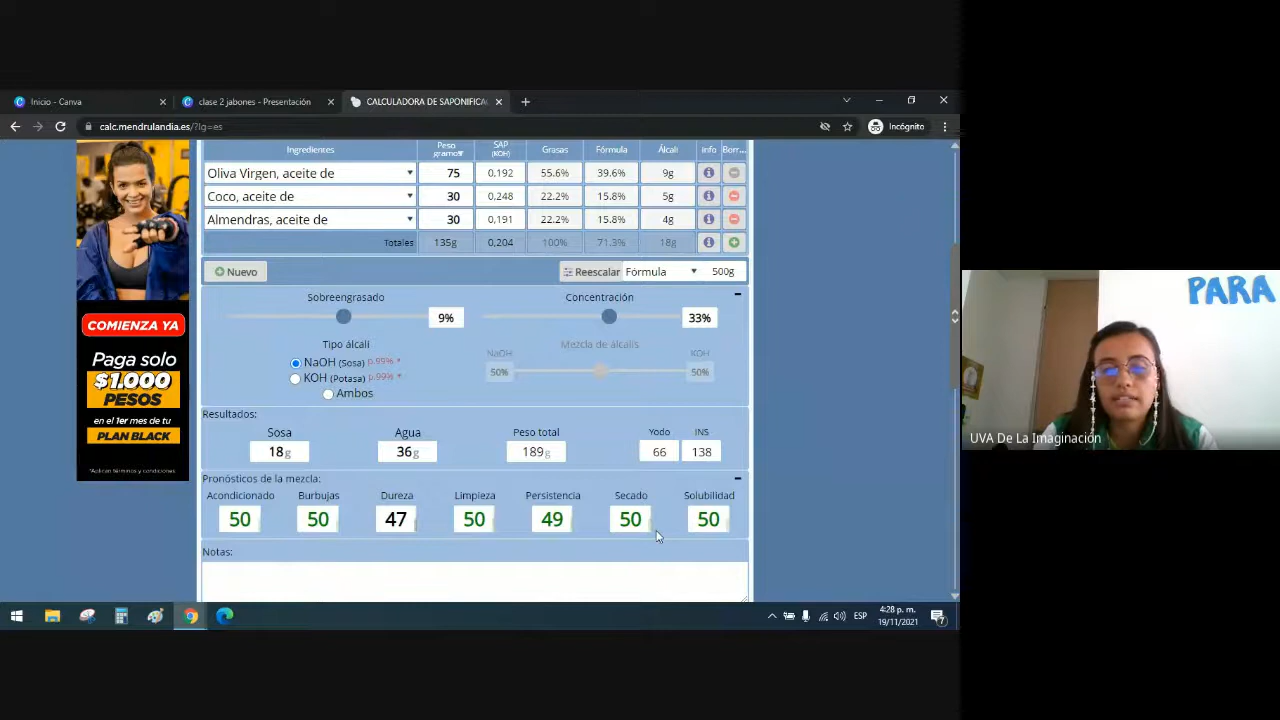 Inicio - Canva
clase 2 jabones - Presentación
CALCULADORA DE SAPONIFICA
calc.mendrulandia.es/?lg=es
Incógnito
Ingredientes
Peso
gramos
SAP
(KOH)
Grasas
Fórmula
Álcali
info
Borr...
Oliva Virgen, aceite de
75
0,192
55.6%
39.6%
9g
Coco, aceite de
30
0,248
22.2%
15.8%
5g
Almendras, aceite de
30
0,191
22.2%
15.8%
4g
Totales
135g
0,204
100%
71.3%
18g
Nuevo
Reescalar
Fórmula
500g
Sobreengrasado
9%
Concentración
33%
Tipo álcali
NaOH (Sosa) p.99% *
KOH (Potasa) p.99% *
Ambos
Mezcla de álcalis
NaOH
50%
KOH
50%
Resultados:
Sosa
18g
Agua
36g
Peso total
189g
Yodo
66
INS
138
Pronósticos de la mezcla:
Acondicionado
50
Burbujas
50
Dureza
47
Limpieza
50
Persistencia
49
Secado
50
Solubilidad
50
Notas:
COMIENZA YA
Paga solo
$1.000
PESOS
en el 1er mes de tu
PLAN BLACK
*Aplican términos y condiciones
ESP
4:28 p. m.
19/11/2021
7
PARA
UVA De La Imaginación